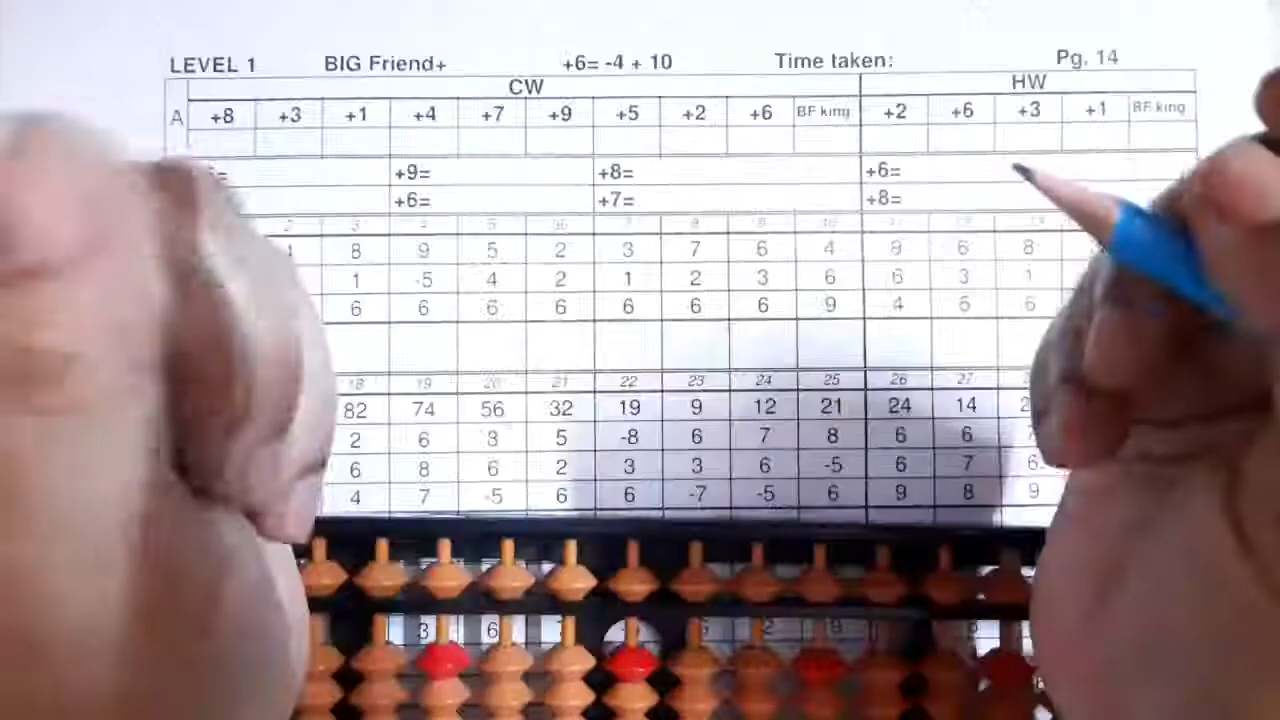 LEVEL 1 BIG Friend+ +6= -4 + 10 Time taken: Pg. 14
CW HW
A +8 +3 +1 +4 +7 +9 +5 +2 +6 BF king +2 +6 +3 +1 BF king
+9= +8= +6=
+6= +7= +8=
8 9 5 2 3 7 6 4 8
1 -5 4 2 1 2 3 6 3 1
6 6 6 6 6 6 6 9 4 6
18 19 20 21 22 23 24 25 26 27
82 74 56 32 19 9 12 21 24 14 2
2 6 3 5 -8 6 7 8 6 6
6 8 6 2 3 3 6 -5 6 7 6
4 7 -5 6 6 -7 -5 6 9 8 9
3 6